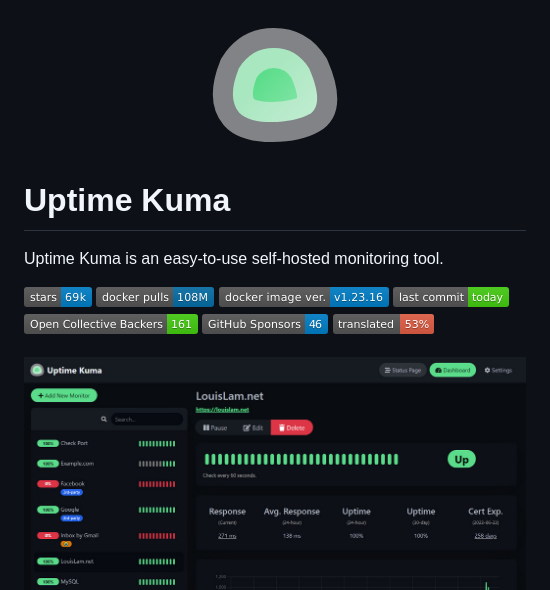 Uptime Kuma
Uptime Kuma is an easy-to-use self-hosted monitoring tool.
stars 69k docker pulls 108M docker image ver. v1.23.16 last commit today
Open Collective Backers 161 GitHub Sponsors 46 translated 53%
Uptime Kuma Status Page Dashboard Settings
+ Add New Monitor
Search...
100% Check Port
100% Example.com
0% Facebook
3rd-party
100% Google
3rd-party
0% Inbox by Gmail
100% LouisLam.net
100% MySQL
LouisLam.net
https://louislam.net
Pause Edit Delete
Up
Check every 60 seconds.
Response Avg. Response Uptime Uptime Cert Exp.
(Current) (24-hour) (24-hour) (30-day)
271 ms 136 ms 100% 100% 258 days